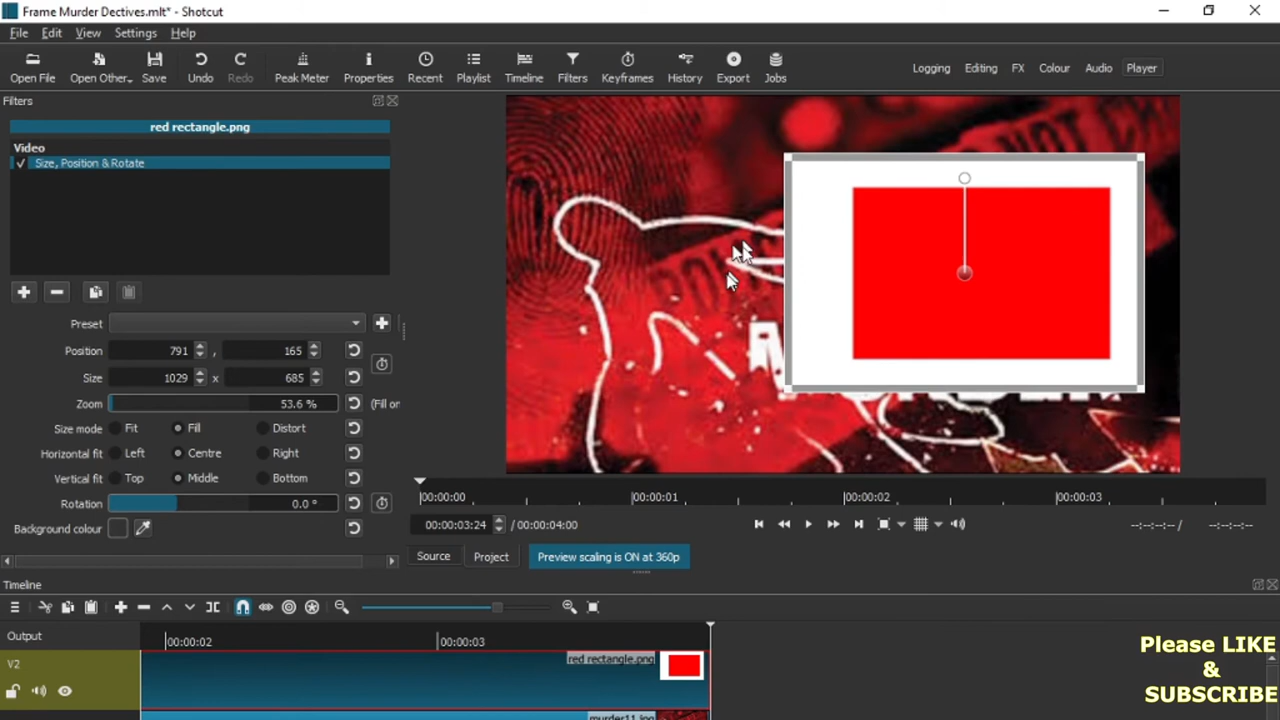 Frame Murder Dectives.mlt* - Shotcut
File Edit View Settings Help
Open File Open Other.. Save Undo Redo Peak Meter Properties Recent Playlist Timeline Filters Keyframes History Export Jobs Logging Editing FX Colour Audio Player
Filters
red rectangle.png
Video
✓ Size, Position & Rotate
Preset
Position 791 , 165
Size 1029 x 685
Zoom 53.6 % (Fill or
Size mode Fit Fill Distort
Horizontal fit Left Centre Right
Vertical fit Top Middle Bottom
Rotation 0.0 °
Background colour
00:00:00 00:00:01 00:00:02 00:00:03
00:00:03:24 / 00:00:04:00 --:--:--:-- / --:--:--:--
Source Project Preview scaling is ON at 360p
Timeline
Output 00:00:02 00:00:03
V2 red rectangle.png
murder11.jpg
Please LIKE
&
SUBSCRIBE